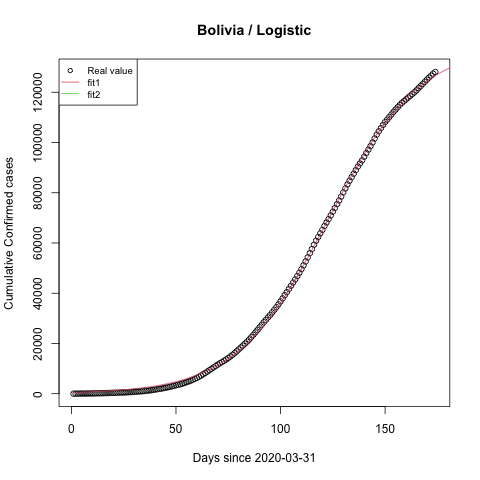 Bolivia / Logistic
Real value
fit1
fit2
Cumulative Confirmed cases
120000
100000
80000
60000
40000
20000
0
0 50 100 150
Days since 2020-03-31